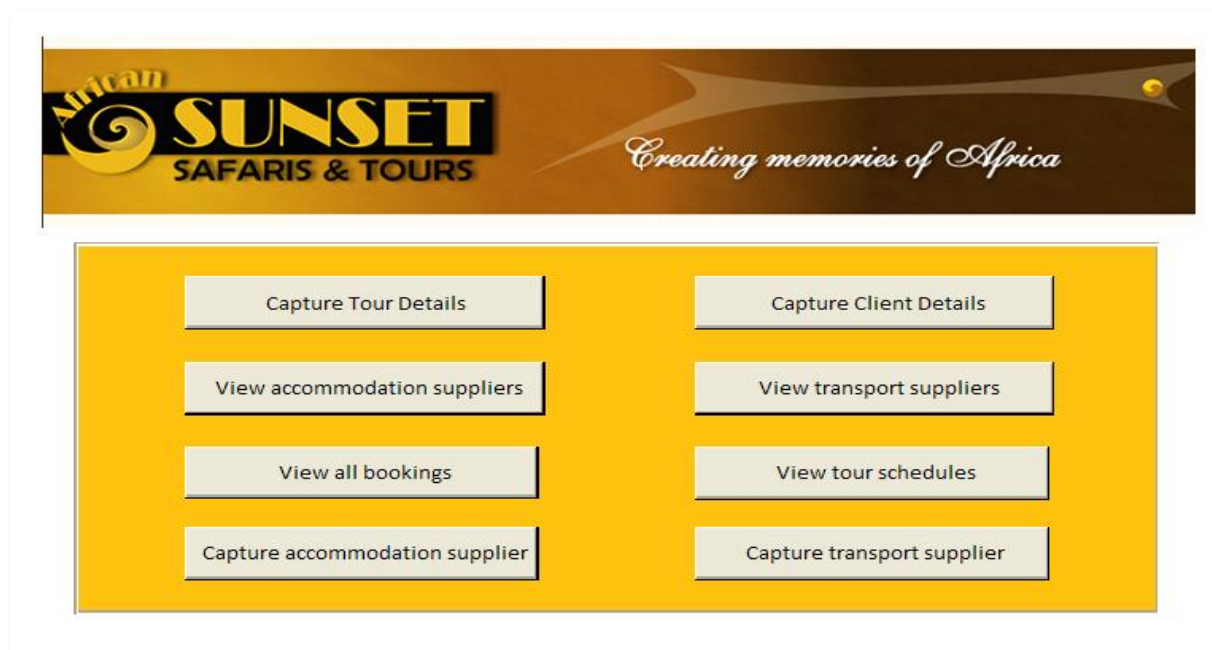 African
SUNSET
SAFARIS & TOURS
Creating memories of Africa
Capture Tour Details
Capture Client Details
View accommodation suppliers
View transport suppliers
View all bookings
View tour schedules
Capture accommodation supplier
Capture transport supplier